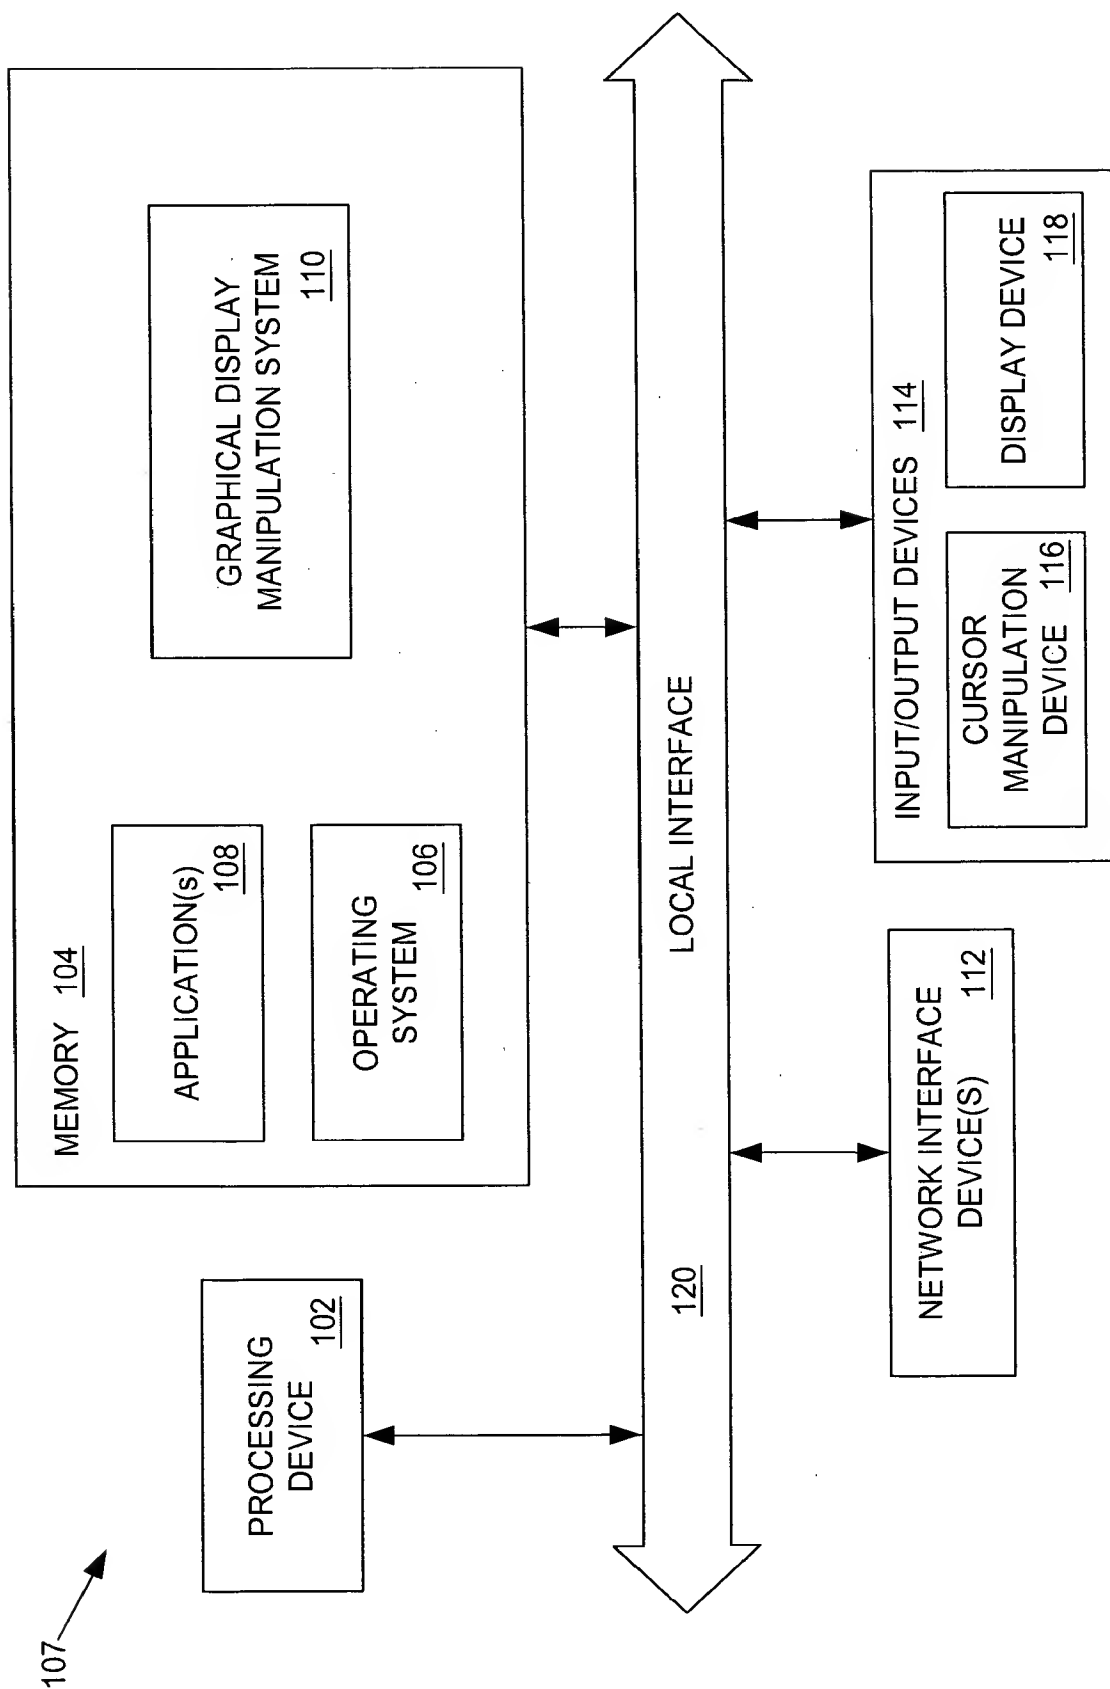 107
PROCESSING
DEVICE
102
MEMORY 104
APPLICATION(s)
108
OPERATING
SYSTEM
106
GRAPHICAL DISPLAY
MANIPULATION SYSTEM
110
120
LOCAL INTERFACE
NETWORK INTERFACE
DEVICE(S)
112
INPUT/OUTPUT DEVICES 114
CURSOR
MANIPULATION
DEVICE 116
DISPLAY DEVICE
118